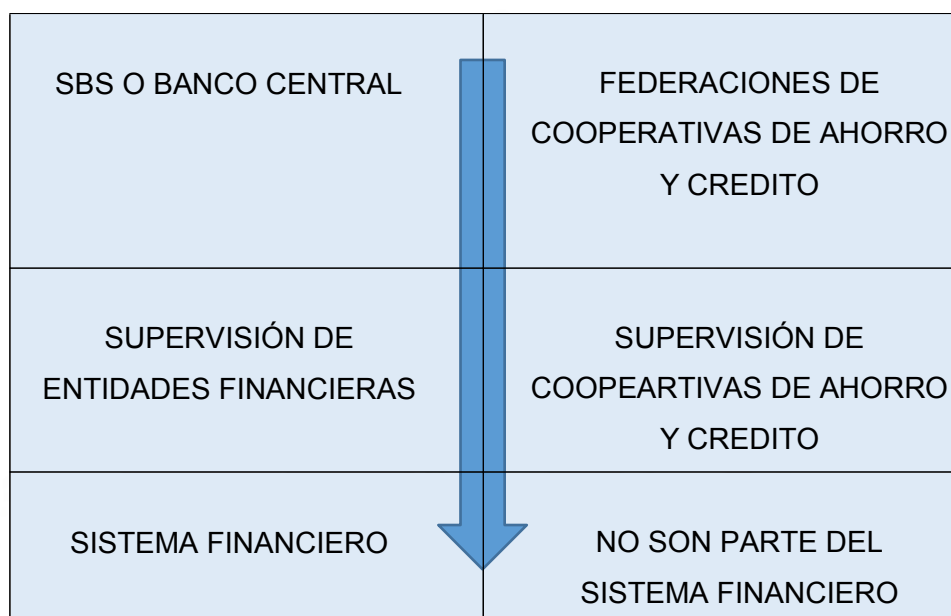 SBS O BANCO CENTRAL
FEDERACIONES DE
COOPERATIVAS DE AHORRO
Y CREDITO
SUPERVISIÓN DE
ENTIDADES FINANCIERAS
SUPERVISIÓN DE
COOPEARTIVAS DE AHORRO
Y CREDITO
SISTEMA FINANCIERO
NO SON PARTE DEL
SISTEMA FINANCIERO